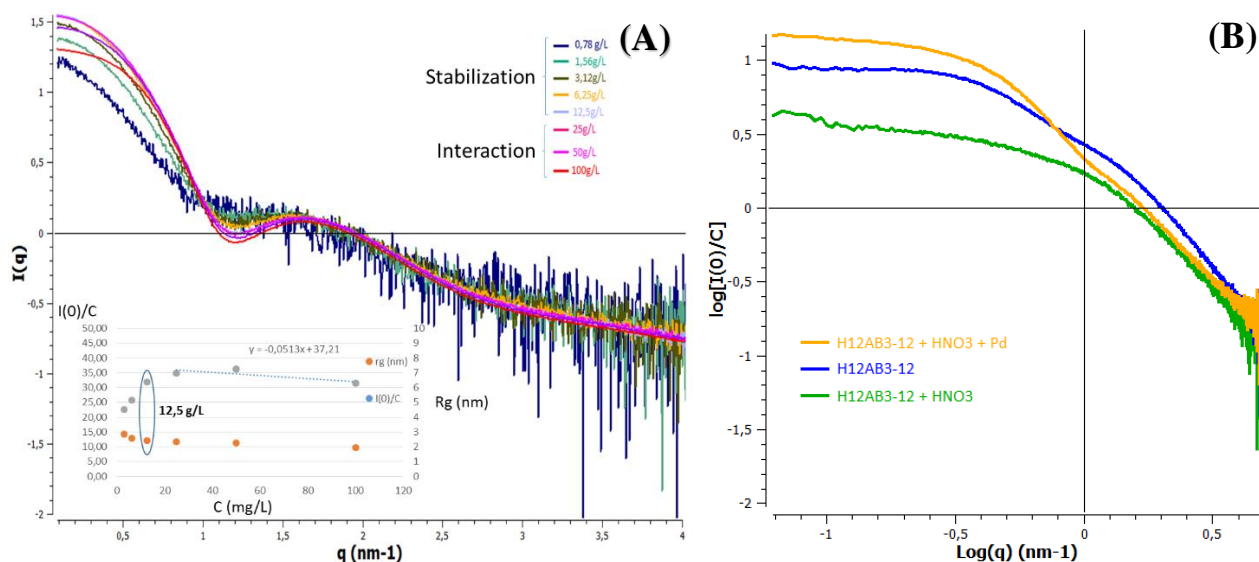 (A)
1,5
1
0,5
0
-0,5
-1
-1,5
-2
I(q)
0,5
1
1,5
2
2,5
3
3,5
4
q (nm-1)
Stabilization
Interaction
0,78 g/L
1,56g/L
3,12g/L
6,25g/L
12,5g/L
25g/L
50g/L
100g/L
I(0)/C
50,00
45,00
40,00
35,00
30,00
25,00
20,00
15,00
10,00
5,00
0,00
y = -0,0513x + 37,21
12,5 g/L
rg (nm)
I(0)/C
10
9
8
7
6
5
4
3
2
1
0
Rg (nm)
0
20
40
60
80
100
120
C (mg/L)
(B)
1
0,5
0
-0,5
-1
-1,5
-2
log[I(0)/C]
-1
-0,5
0
0,5
Log(q) (nm-1)
H12AB3-12 + HNO3 + Pd
H12AB3-12
H12AB3-12 + HNO3